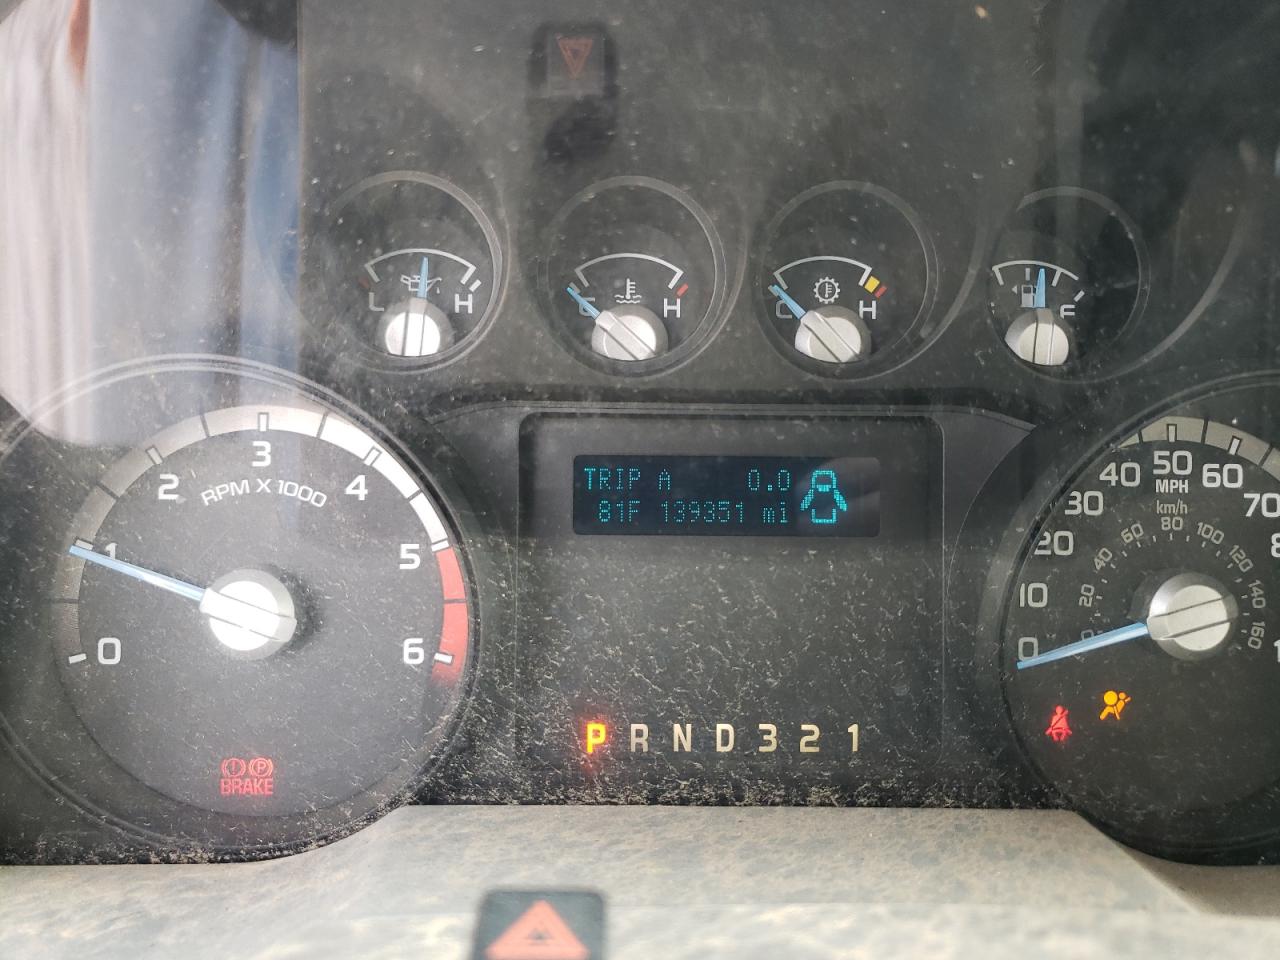 L H
C H
C H
F
0 1 2 3 4 5 6
RPM X 1000
TRIP A 0.0
81F 139351 mi
P R N D 3 2 1
BRAKE
P
0 10 20 30 40 50 60 70
MPH
km/h
20 40 60 80 100 120 140 160